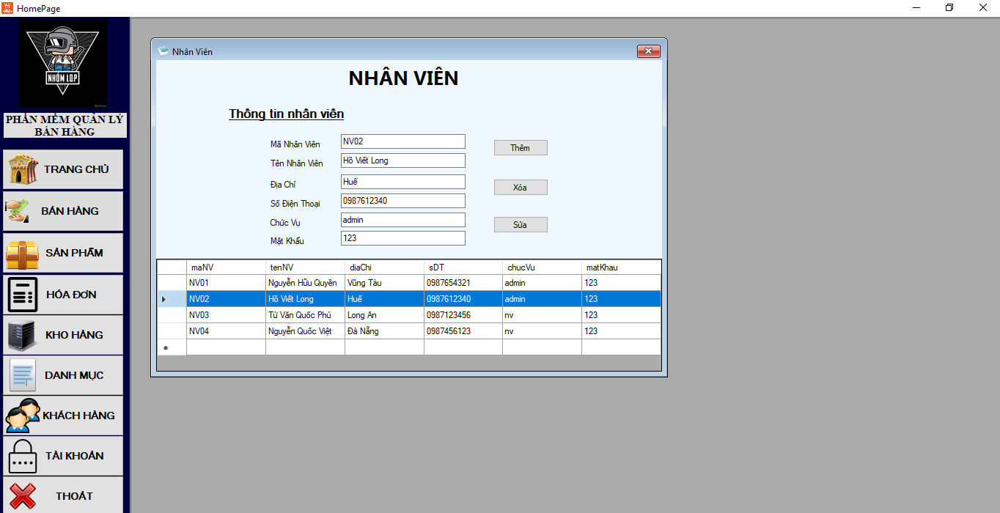 HomePage
NHÓM LQP
PHẦN MỀM QUẢN LÝ
BÁN HÀNG
TRANG CHỦ
BÁN HÀNG
SẢN PHẨM
HÓA ĐƠN
KHO HÀNG
DANH MỤC
KHÁCH HÀNG
TÀI KHOẢN
THOÁT
Nhân Viên
NHÂN VIÊN
Thông tin nhân viên
Mã Nhân Viên NV02
Tên Nhân Viên Hồ Viết Long
Địa Chỉ Huế
Số Điện Thoại 0987612340
Chức Vụ admin
Mật Khẩu 123
Thêm
Xóa
Sửa
maNV tenNV diaChi sDT chucVu matKhau
NV01 Nguyễn Hữu Quyền Vũng Tàu 0987654321 admin 123
NV02 Hồ Viết Long Huế 0987612340 admin 123
NV03 Từ Văn Quốc Phú Long An 0987123456 nv 123
NV04 Nguyễn Quốc Việt Đà Nẵng 0987456123 nv 123